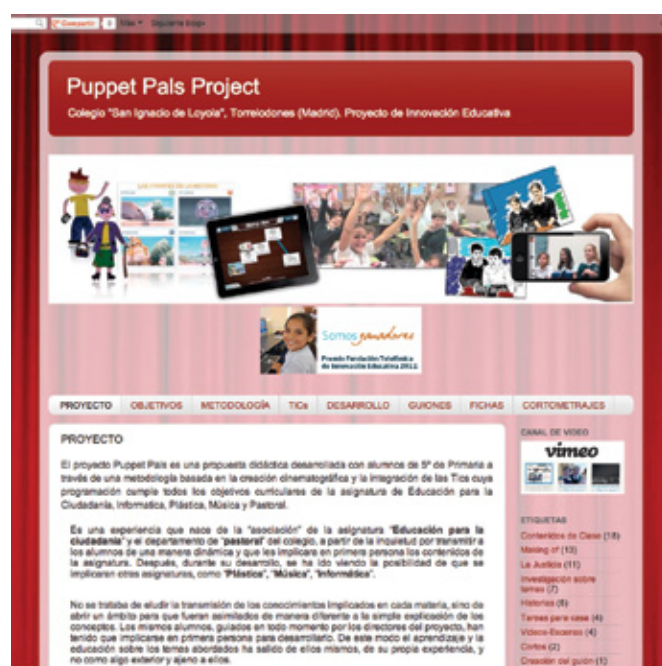 Compartir
0
Más
Siguiente blog»
Puppet Pals Project
Colegio "San Ignacio de Loyola", Torrelodones (Madrid). Proyecto de Innovación Educativa
Somos ganadores
Premio Fundación Telefónica
de Innovación Educativa 2011
PROYECTO OBJETIVOS METODOLOGÍA TICs DESARROLLO GUIONES FICHAS CORTOMETRAJES
PROYECTO
El proyecto Puppet Pals es una propuesta didáctica desarrollada con alumnos de 5º de Primaria a
través de una metodología basada en la creación cinematográfica y la integración de las Tics cuya
programación cumple todos los objetivos curriculares de la asignatura de Educación para la
Ciudadanía, Informatica, Plástica, Música y Pastoral.
Es una experiencia que nace de la "asociación" de la asignatura "Educación para la
ciudadanía" y el departamento de "pastoral" del colegio, a partir de la inquietud por transmitir a
los alumnos de una manera dinámica y que les implicara en primera persona los contenidos de
la asignatura. Después, durante su desarrollo, se ha ido viendo la posibilidad de que se
implicaran otras asignaturas, como "Plástica", "Música", "Informática".
No se trataba de eludir la transmisión de los conocimientos implicados en cada materia, sino de
abrir un ámbito para que fueran asimilados de manera diferente a la simple explicación de los
conceptos. Los mismos alumnos, guiados en todo momento por los directores del proyecto, han
tenido que implicarse en primera persona para desarrollarlo. De este modo el aprendizaje y la
educación sobre los temas abordados ha salido de ellos mismos, de su propia experiencia, y
no como algo exterior y ajeno a ellos.
CANAL DE VIDEO
vimeo
ETIQUETAS
Contenidos de Clase (18)
Making of (13)
La Justicia (11)
Investigación sobre
temas (7)
Historias (6)
Tareas para casa (4)
Videos-Escenas (4)
Cortos (2)
Creación del guión (1)